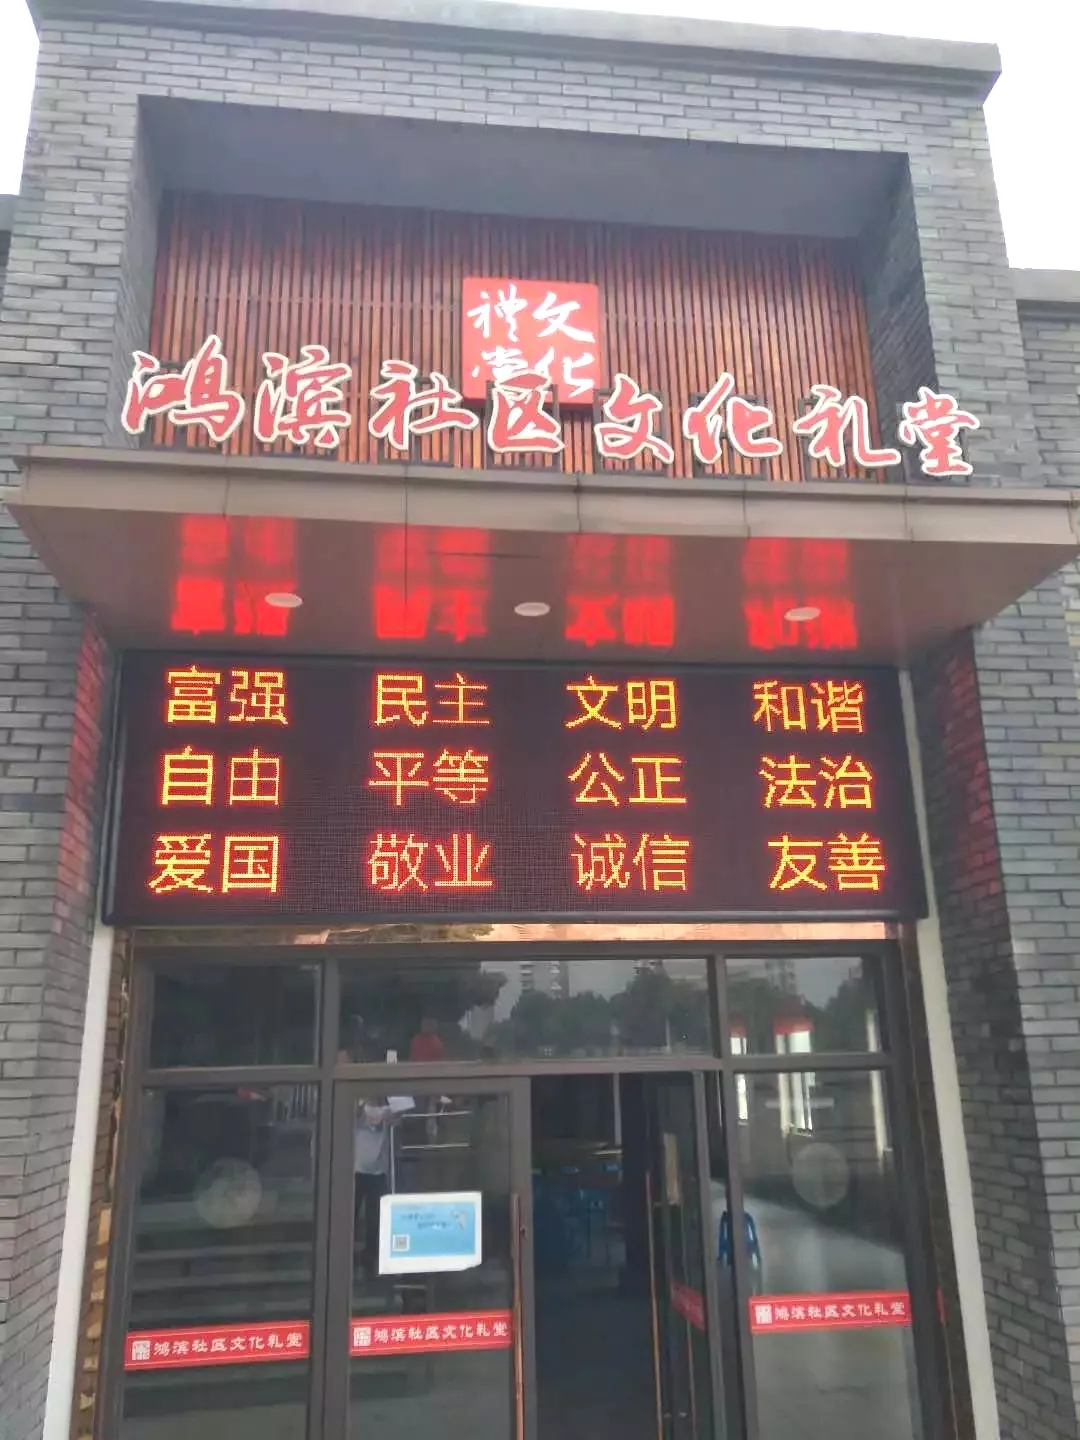 文化
禮堂
鸿滨社区文化礼堂
富强 民主 文明 和谐
自由 平等 公正 法治
爱国 敬业 诚信 友善
鸿滨社区文化礼堂
鸿滨社区文化礼堂
鸿滨社区文化礼堂